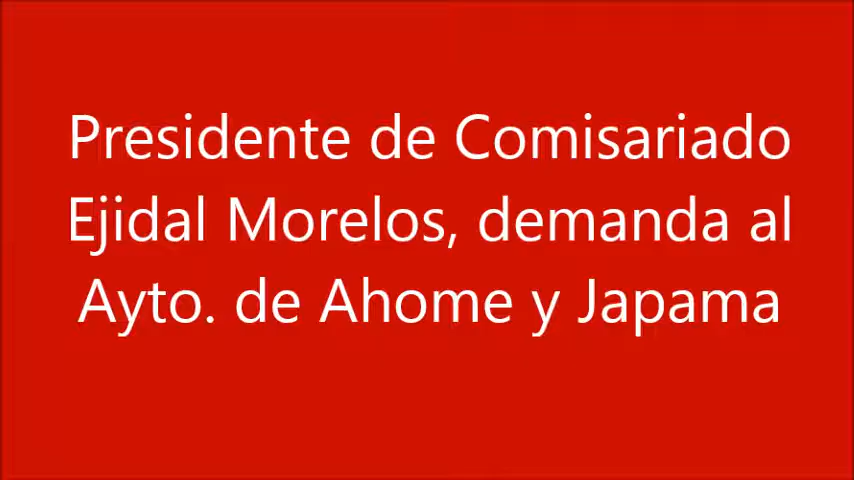 Presidente de Comisariado
Ejidal Morelos, demanda al
Ayto. de Ahome y Japama